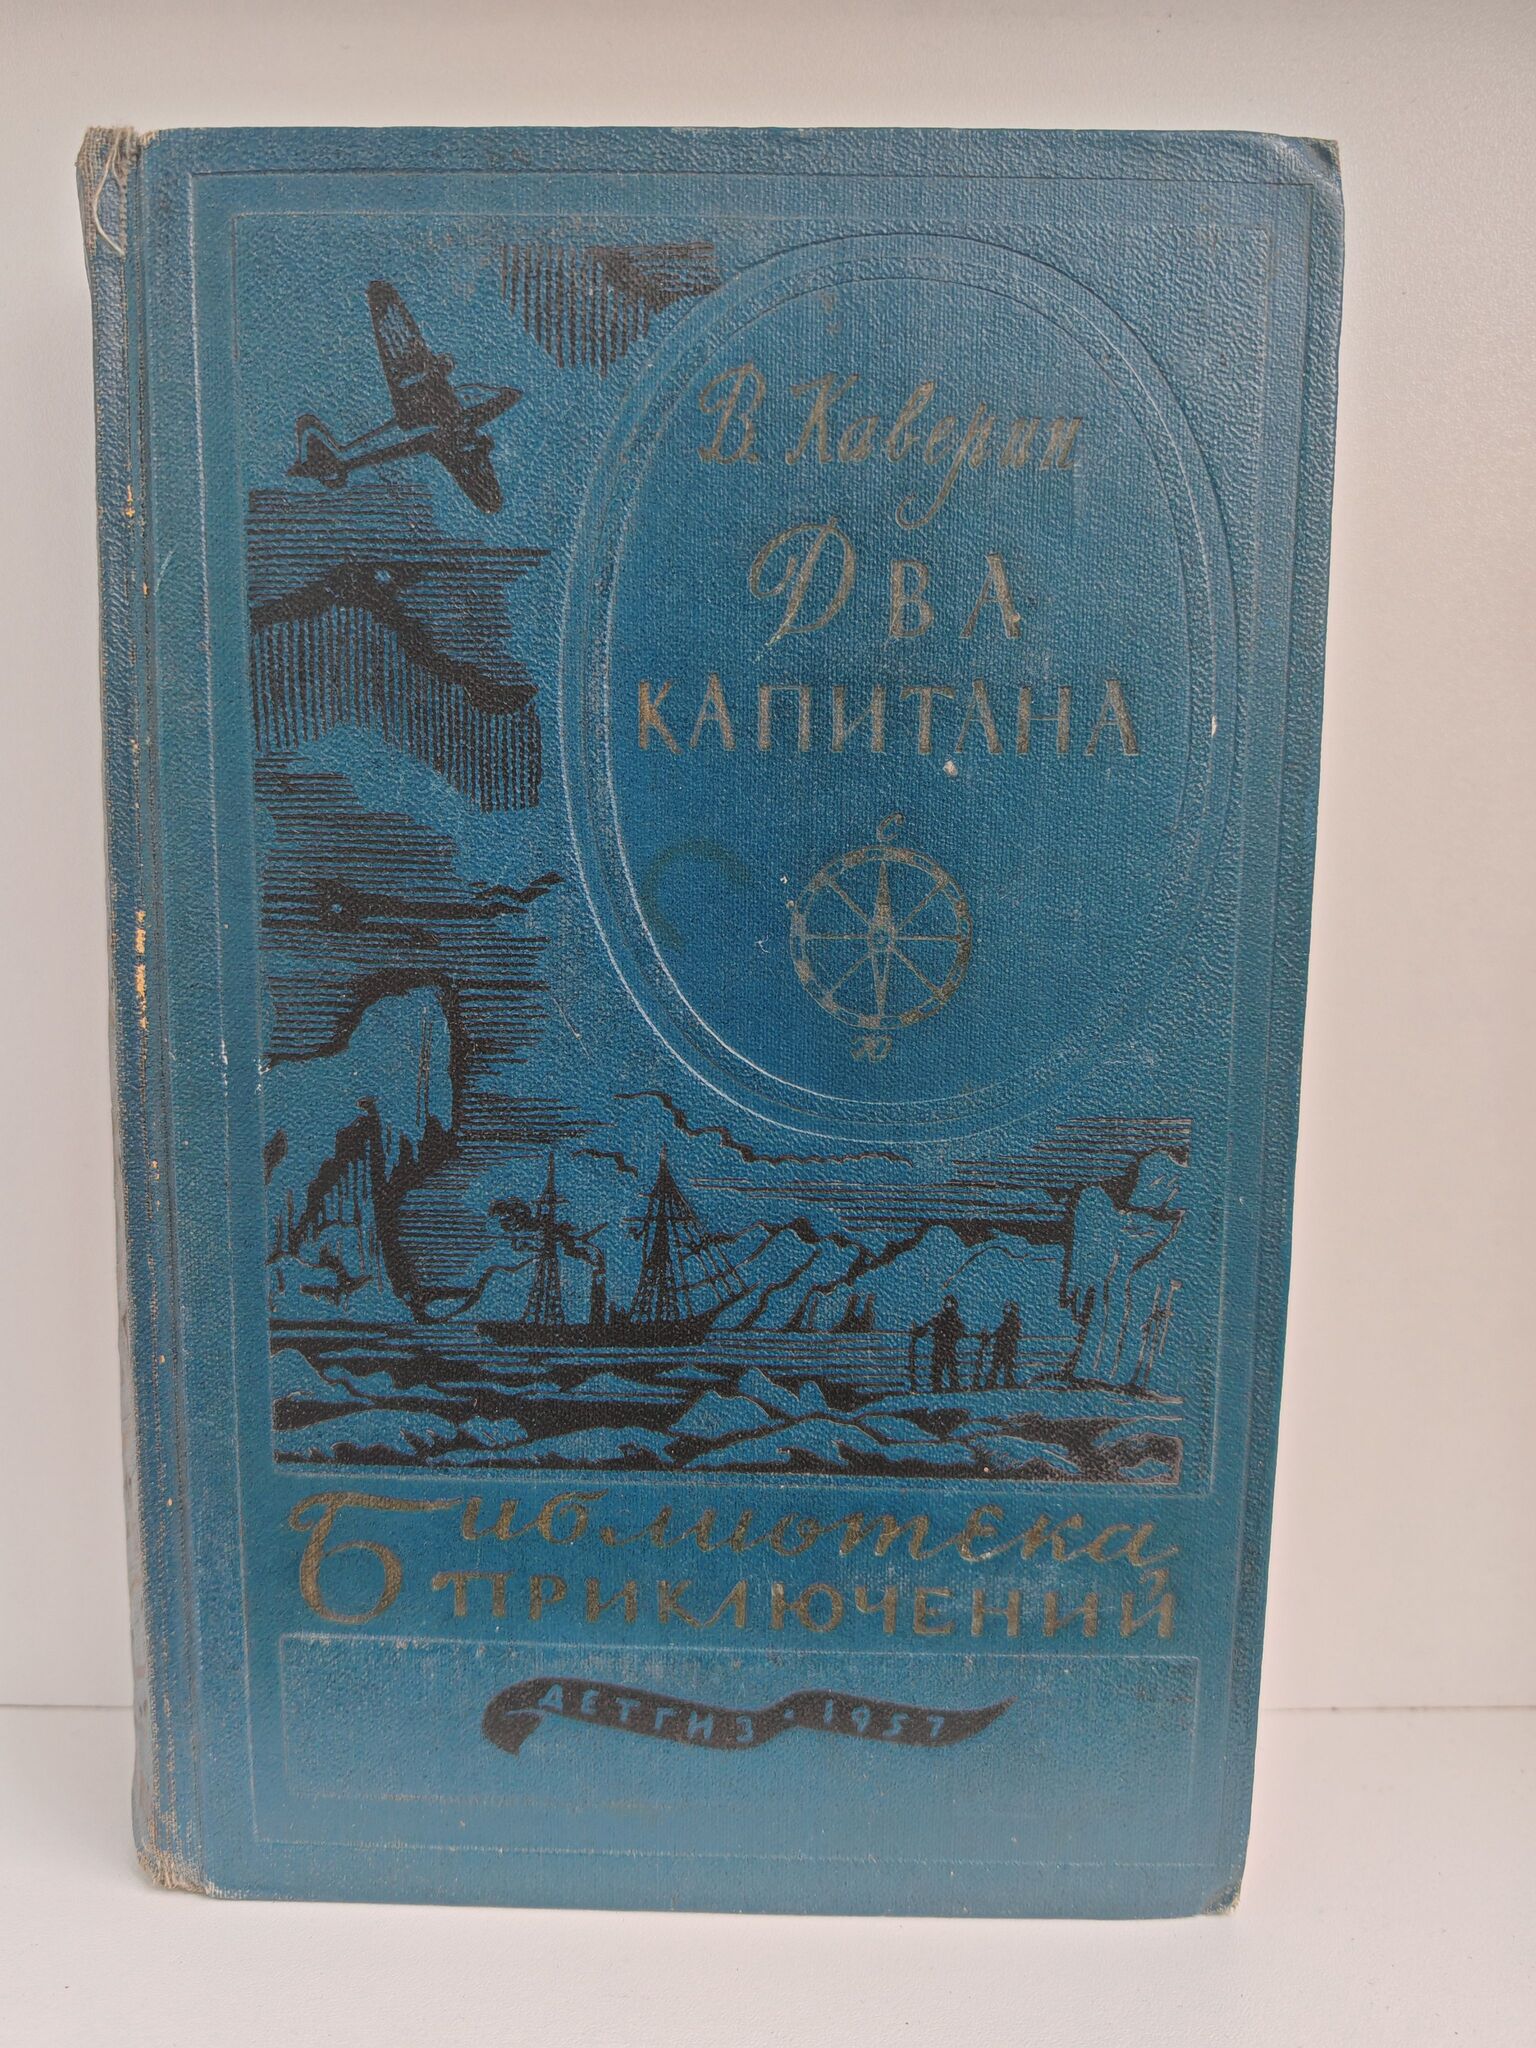 В. Каверин
ДВА
КАПИТАНА
С
Ю
Библиотека
ПРИКЛЮЧЕНИЙ
ДЕТГИЗ • 1957